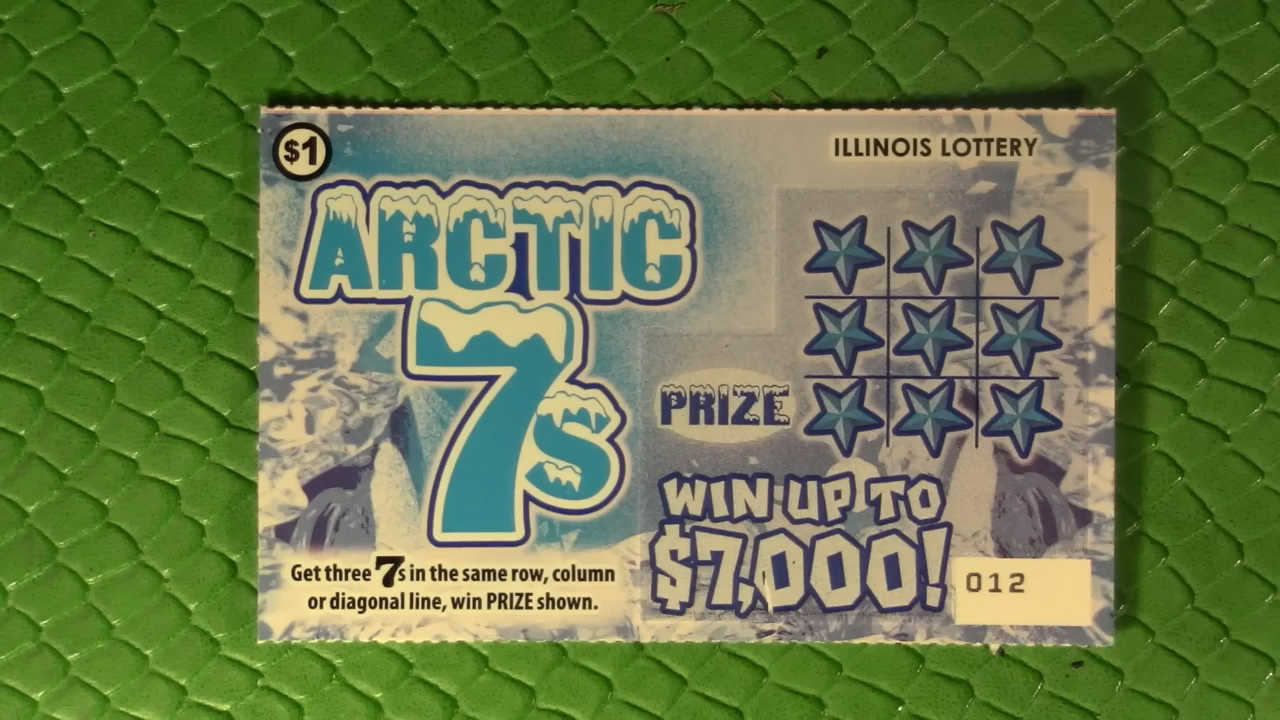 $1
ILLINOIS LOTTERY
ARCTIC
7s
PRIZE
WIN UP TO
$7,000!
Get three 7s in the same row, column
or diagonal line, win PRIZE shown.
012